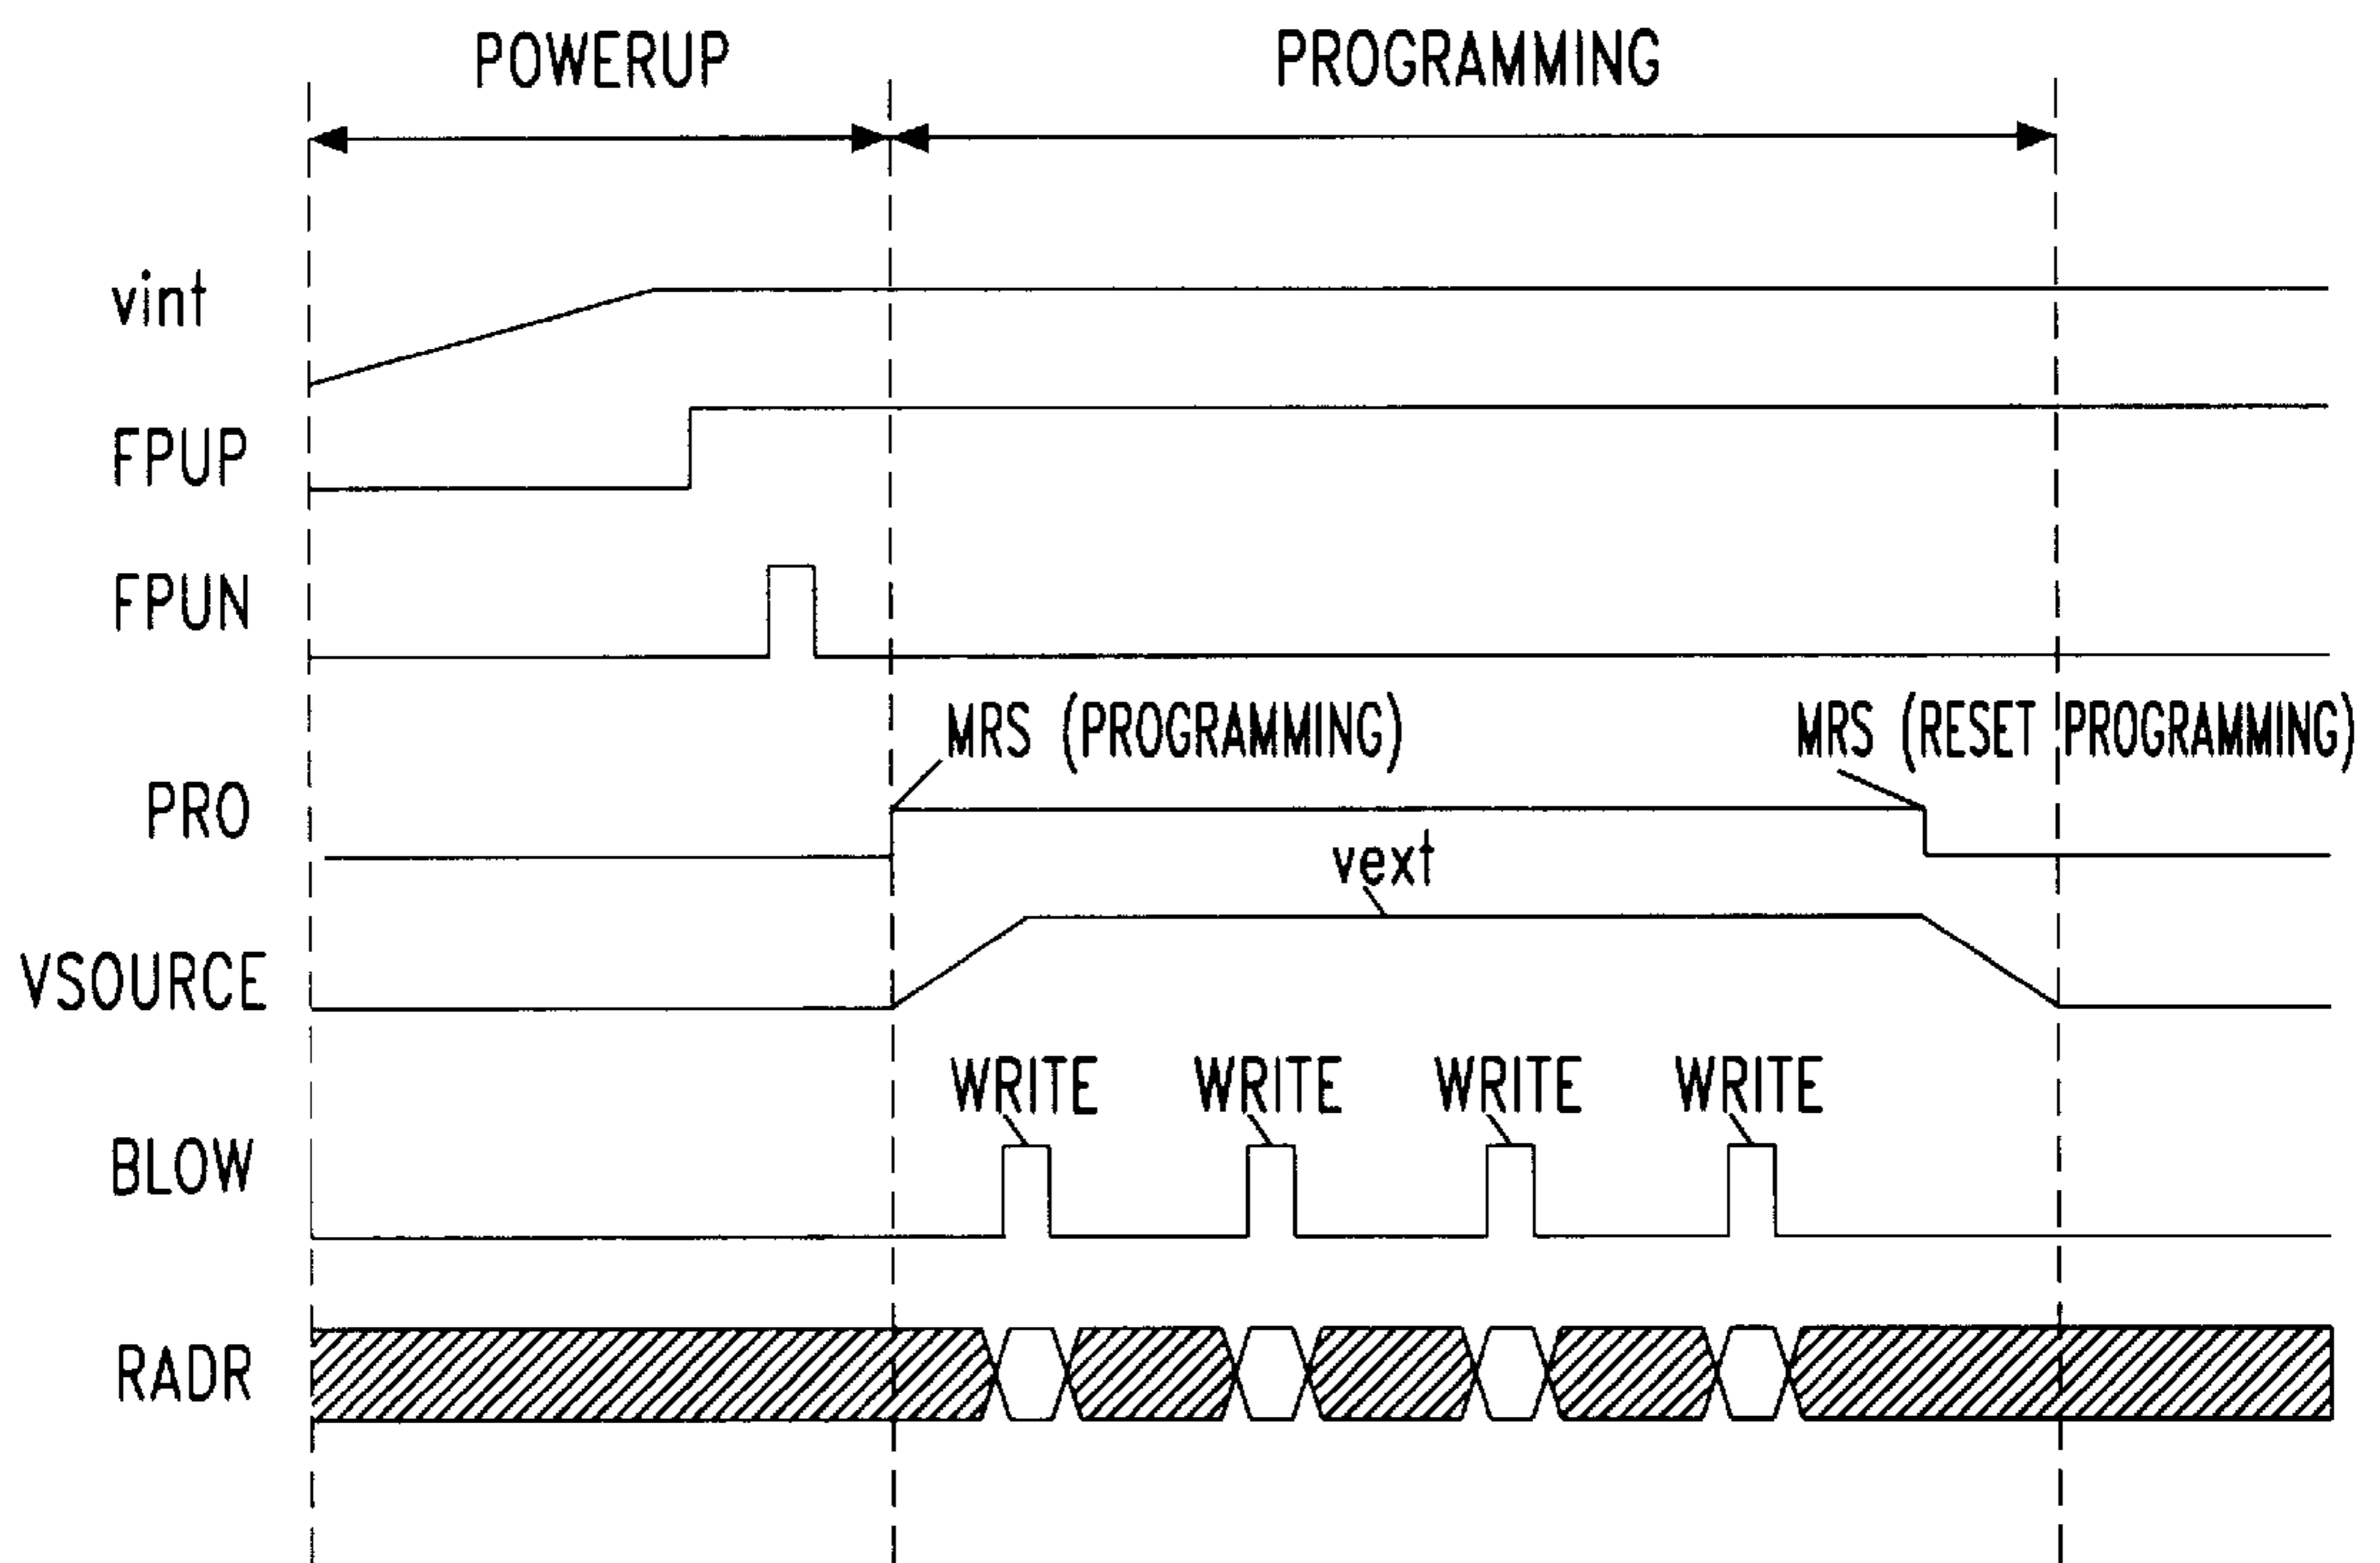 POWERUP PROGRAMMING
vint
FPUP
FPUN
MRS (PROGRAMMING) MRS (RESET PROGRAMMING)
PRO
vext
VSOURCE
WRITE WRITE WRITE WRITE
BLOW
RADR